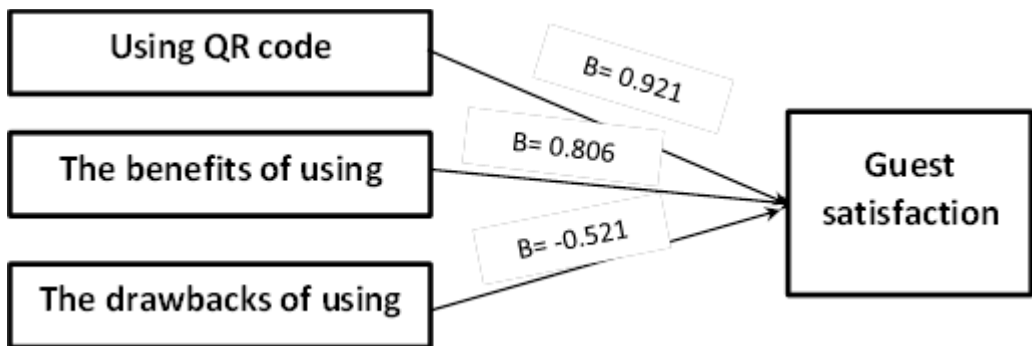 Using QR code
B= 0.921
The benefits of using
B= 0.806
Guest
satisfaction
The drawbacks of using
B= -0.521